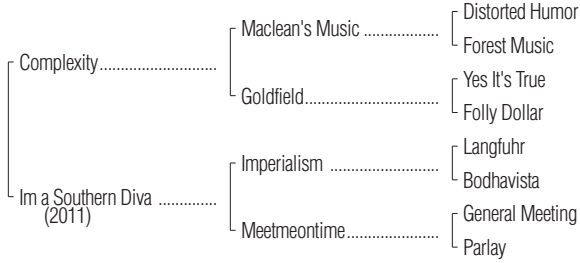 Distorted Humor
Maclean's Music ..................
Forest Music
Complexity............................
Yes It's True
Goldfield................................
Folly Dollar
Langfuhr
Imperialism ..........................
Bodhavista
Im a Southern Diva ..............
(2011)
General Meeting
Meetmeontime......................
Parlay